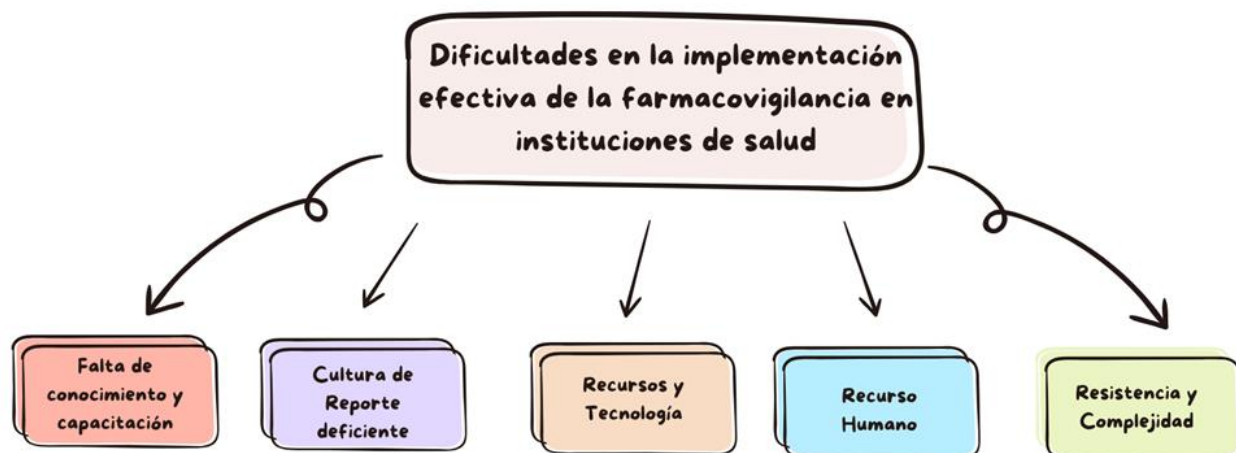 Dificultades en la implementación
efectiva de la farmacovigilancia en
instituciones de salud
Falta de
conocimiento y
capacitación
Cultura de
Reporte
deficiente
Recursos y
Tecnología
Recurso
Humano
Resistencia y
Complejidad